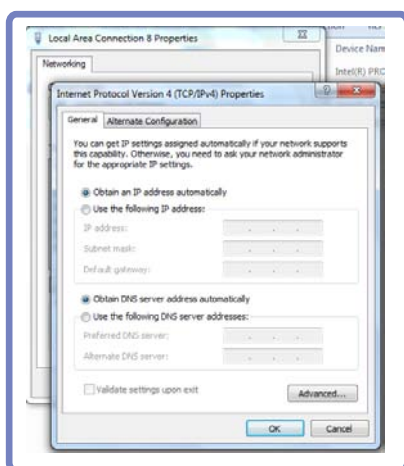 Local Area Connection 8 Properties
Device Nam
Networking
Intel(R) PRO
Internet Protocol Version 4 (TCP/IPv4) Properties
General
Alternate Configuration
You can get IP settings assigned automatically if your network supports
this capability. Otherwise, you need to ask your network administrator
for the appropriate IP settings.
Obtain an IP address automatically
Use the following IP address:
IP address:
Subnet mask:
Default gateway:
Obtain DNS server address automatically
Use the following DNS server addresses:
Preferred DNS server:
Alternate DNS server:
Validate settings upon exit
Advanced...
OK
Cancel